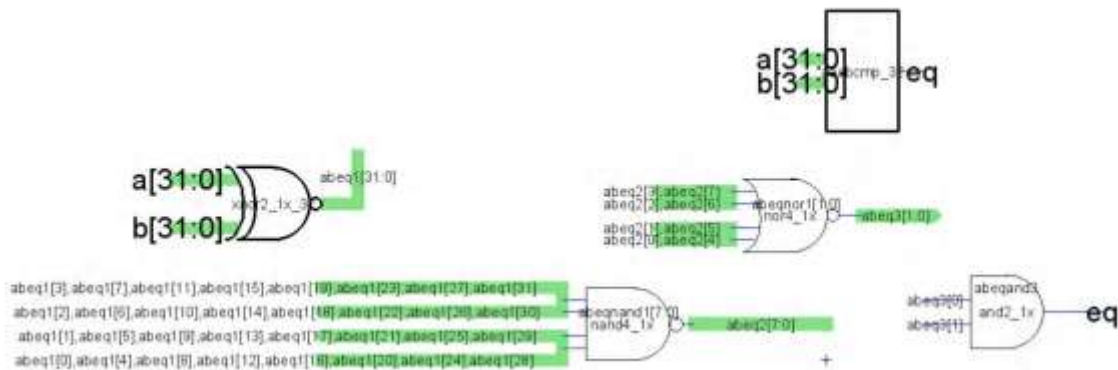 a[31:0]
b[31:0]
eq
a[31:0]
b[31:0]
abeq1[31:0]
abeq2[3],abeq2[7]
abeq2[2],abeq2[6]
abeq2[1],abeq2[5]
abeq2[0],abeq2[4]
abeqnor1[1:0]
nor4_1x
abeq3[1:0]
abeq1[3],abeq1[7],abeq1[11],abeq1[15],abeq1[19],abeq1[23],abeq1[27],abeq1[31]
abeq1[2],abeq1[6],abeq1[10],abeq1[14],abeq1[18],abeq1[22],abeq1[26],abeq1[30]
abeq1[1],abeq1[5],abeq1[9],abeq1[13],abeq1[17],abeq1[21],abeq1[25],abeq1[29]
abeq1[0],abeq1[4],abeq1[8],abeq1[12],abeq1[16],abeq1[20],abeq1[24],abeq1[28]
abeqnand1[7:0]
nand4_1x
abeq2[7:0]
abeq3[0]
abeq3[1]
abeqand3
and2_1x
eq